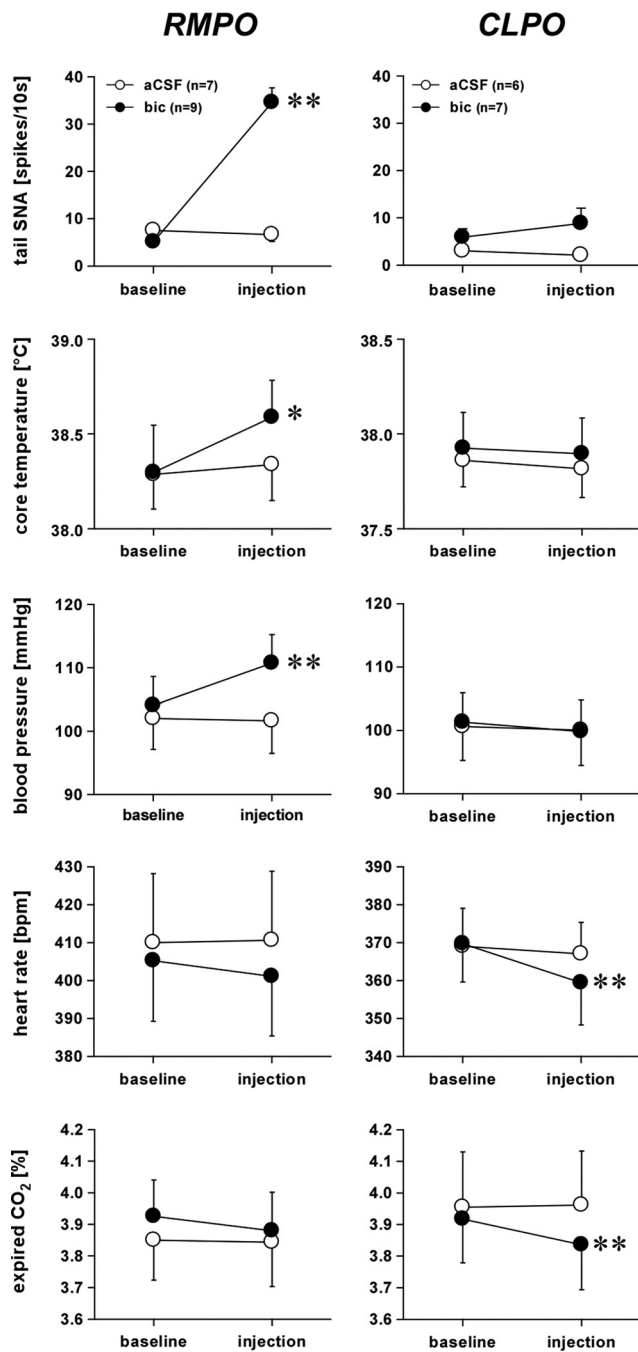 RMPO
CLPO
tail SNA [spikes/10s]
40
30
20
10
0
aCSF (n=7)
bic (n=9)
**
baseline
injection
40
30
20
10
0
aCSF (n=6)
bic (n=7)
baseline
injection
core temperature [°C]
39.0
38.5
38.0
*
baseline
injection
38.5
38.0
37.5
baseline
injection
blood pressure [mmHg]
120
110
100
90
**
baseline
injection
120
110
100
90
baseline
injection
heart rate [bpm]
430
420
410
400
390
380
baseline
injection
390
380
370
360
350
340
**
baseline
injection
expired CO₂ [%]
4.2
4.1
4.0
3.9
3.8
3.7
3.6
baseline
injection
4.2
4.1
4.0
3.9
3.8
3.7
3.6
**
baseline
injection